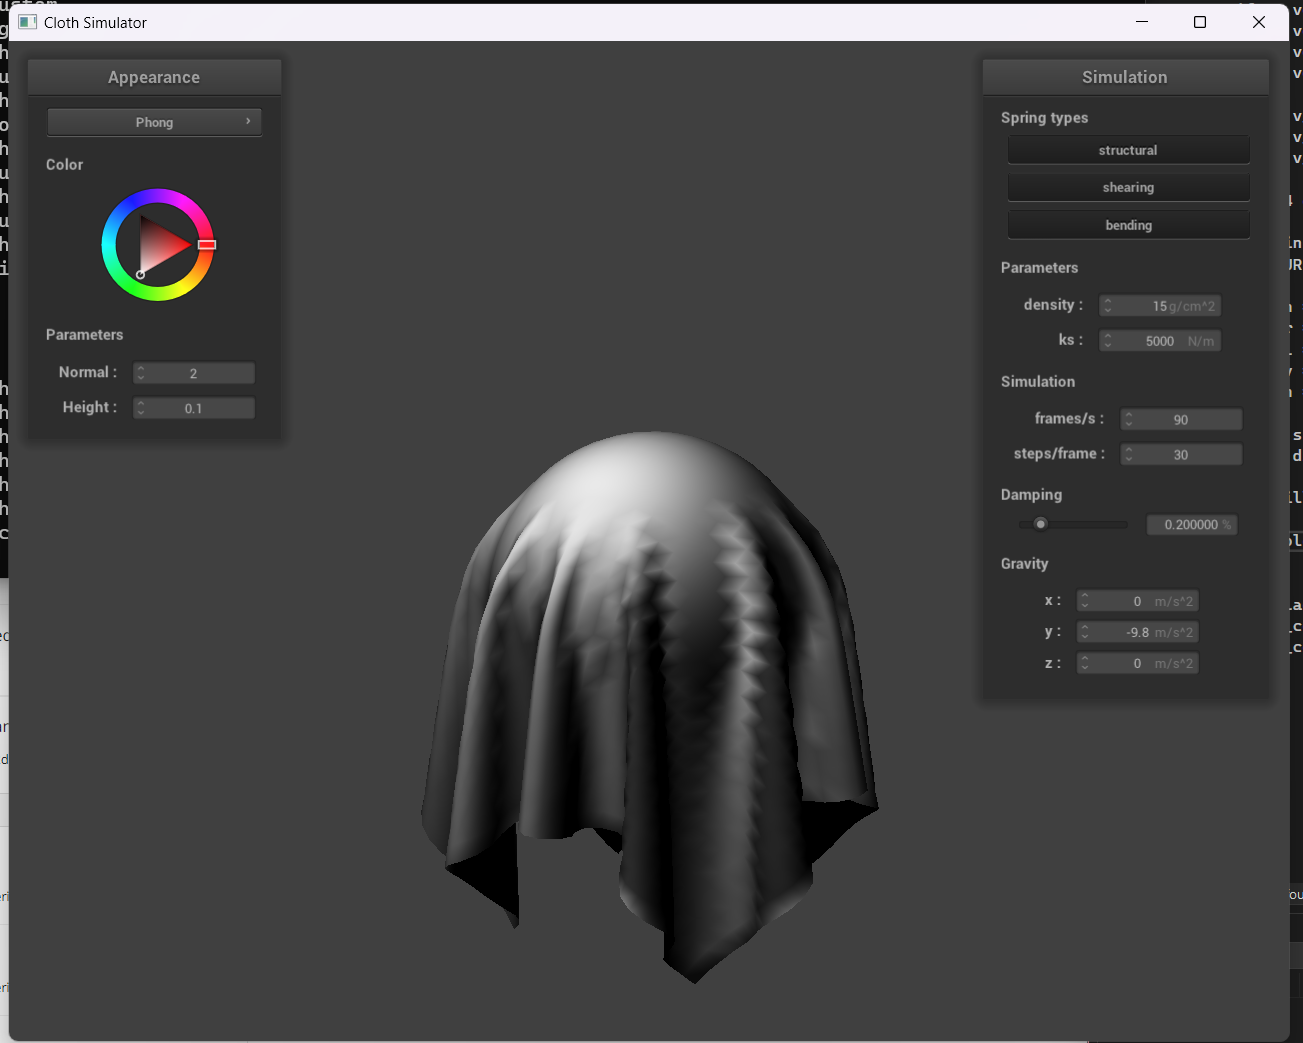 Cloth Simulator
Appearance
Phong
Color
Parameters
Normal : 2
Height : 0.1
Simulation
Spring types
structural
shearing
bending
Parameters
density : 15 g/cm^2
ks : 5000 N/m
Simulation
frames/s : 90
steps/frame : 30
Damping
0.200000 %
Gravity
x : 0 m/s^2
y : -9.8 m/s^2
z : 0 m/s^2